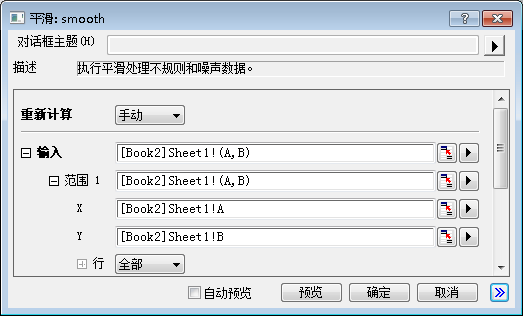 平滑: smooth
对话框主题(H)
描述 执行平滑处理不规则和噪声数据。
重新计算 手动
输入 [Book2]Sheet1!(A,B)
范围 1 [Book2]Sheet1!(A,B)
X [Book2]Sheet1!A
Y [Book2]Sheet1!B
行 全部
自动预览 预览 确定 取消